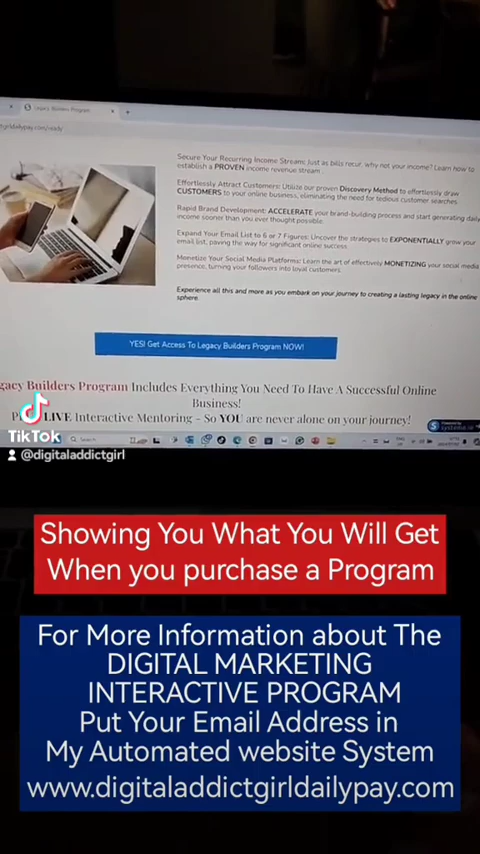 Legacy Builders Program
girldailypay.com/ready
Secure Your Recurring Income Stream: Just as bills recur, why not your income? Learn how to
establish a PROVEN income revenue stream.
Effortlessly Attract Customers: Utilize our proven Discovery Method to effortlessly draw
CUSTOMERS to your online business, eliminating the need for tedious customer searches.
Rapid Brand Development: ACCELERATE your brand-building process and start generating daily
income sooner than you ever thought possible.
Expand Your Email List to 6 or 7 Figures: Uncover the strategies to EXPONENTIALLY grow your
email list, paving the way for significant online success.
Monetize Your Social Media Platforms: Learn the art of effectively MONETIZING your social media
presence, turning your followers into loyal customers.
Experience all this and more as you embark on your journey to creating a lasting legacy in the online
sphere.
YES! Get Access To Legacy Builders Program NOW!
gacy Builders Program Includes Everything You Need To Have A Successful Online
Business!
LIVE Interactive Mentoring - So YOU are never alone on your journey!
Powered by
systeme.io
Search
TikTok
@digitaladdictgirl
Showing You What You Will Get
When you purchase a Program
For More Information about The
DIGITAL MARKETING
INTERACTIVE PROGRAM
Put Your Email Address in
My Automated website System
www.digitaladdictgirldailypay.com